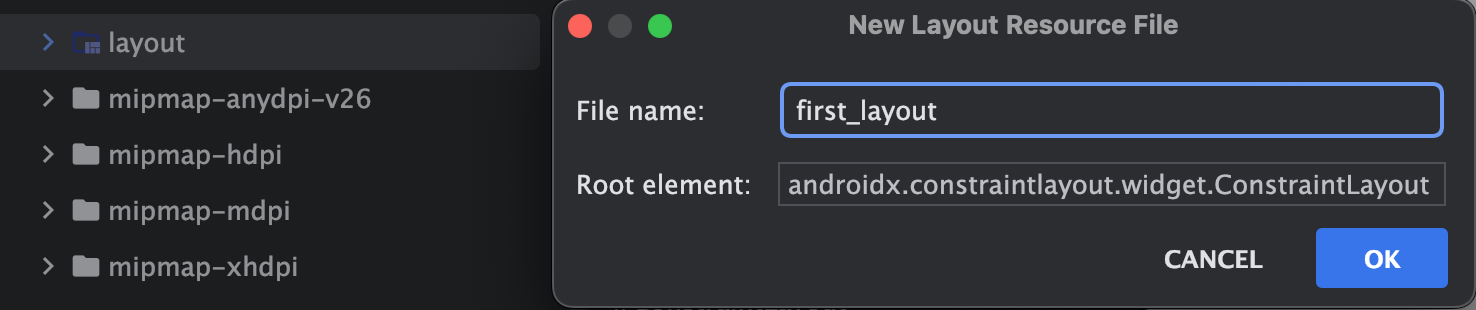 layout
mipmap-anydpi-v26
mipmap-hdpi
mipmap-mdpi
mipmap-xhdpi
New Layout Resource File
File name:
first_layout
Root element:
androidx.constraintlayout.widget.ConstraintLayout
CANCEL
OK